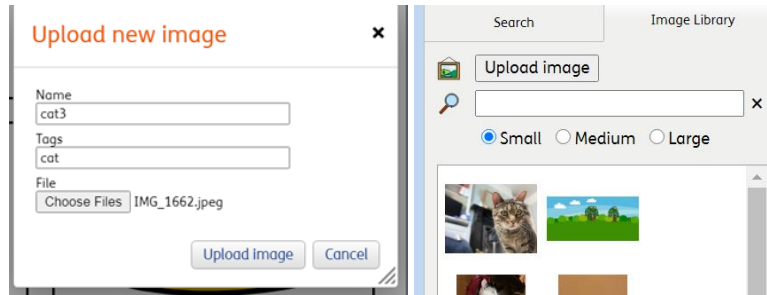 Upload new image
Name
cat3
Tags
cat
File
Choose Files IMG_1662.jpeg
Upload image Cancel
Search Image Library
Upload image
Small Medium Large